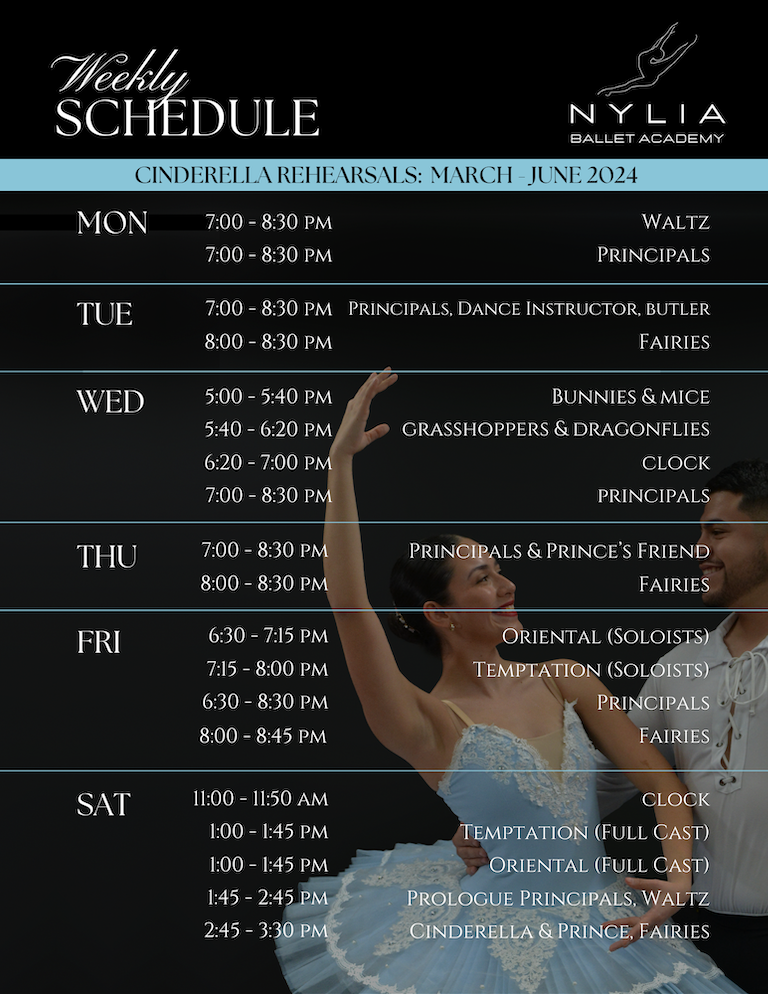 Weekly
SCHEDULE
NYLIA
BALLET ACADEMY
CINDERELLA REHEARSALS: MARCH - JUNE 2024
MON 7:00 - 8:30 PM WALTZ
7:00 - 8:30 PM PRINCIPALS
TUE 7:00 - 8:30 PM PRINCIPALS, DANCE INSTRUCTOR, BUTLER
8:00 - 8:30 PM FAIRIES
WED 5:00 - 5:40 PM BUNNIES & MICE
5:40 - 6:20 PM GRASSHOPPERS & DRAGONFLIES
6:20 - 7:00 PM CLOCK
7:00 - 8:30 PM PRINCIPALS
THU 7:00 - 8:30 PM PRINCIPALS & PRINCE'S FRIEND
8:00 - 8:30 PM FAIRIES
FRI 6:30 - 7:15 PM ORIENTAL (SOLOISTS)
7:15 - 8:00 PM TEMPTATION (SOLOISTS)
6:30 - 8:30 PM PRINCIPALS
8:00 - 8:45 PM FAIRIES
SAT 11:00 - 11:50 AM CLOCK
1:00 - 1:45 PM TEMPTATION (FULL CAST)
1:00 - 1:45 PM ORIENTAL (FULL CAST)
1:45 - 2:45 PM PROLOGUE PRINCIPALS, WALTZ
2:45 - 3:30 PM CINDERELLA & PRINCE, FAIRIES